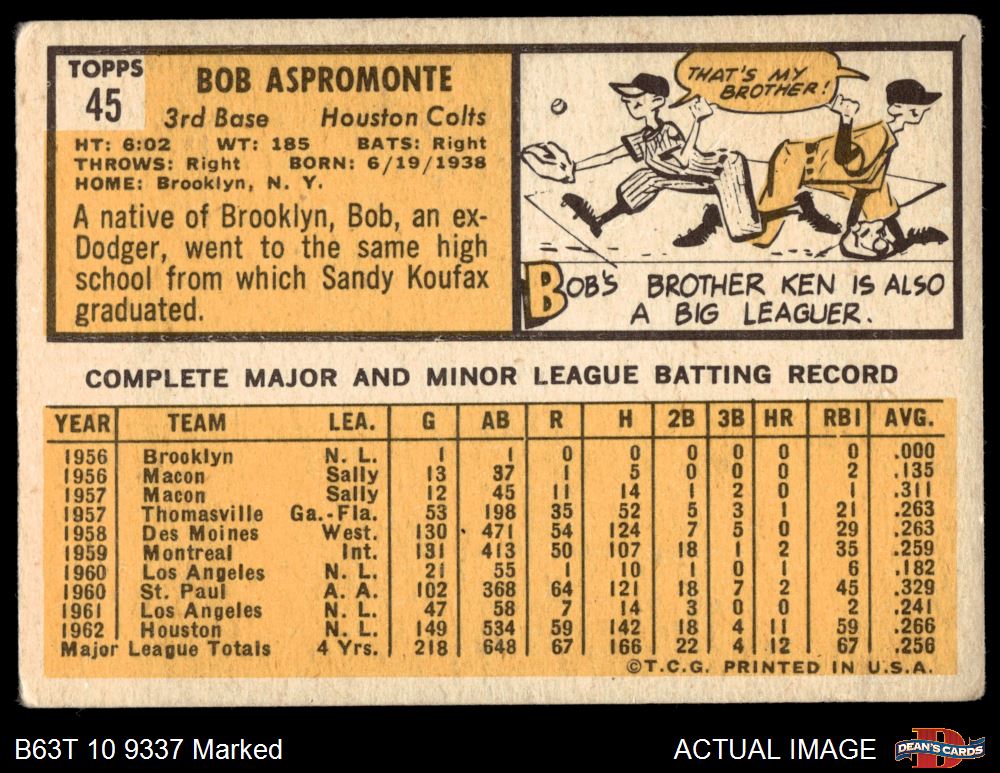 TOPPS
45
BOB ASPROMONTE
3rd Base Houston Colts
HT: 6:02 WT: 185 BATS: Right
THROWS: Right BORN: 6/19/1938
HOME: Brooklyn, N. Y.
A native of Brooklyn, Bob, an ex-
Dodger, went to the same high
school from which Sandy Koufax
graduated.
THAT'S MY
BROTHER!
BOB'S BROTHER KEN IS ALSO
A BIG LEAGUER.
COMPLETE MAJOR AND MINOR LEAGUE BATTING RECORD
YEAR TEAM LEA. G AB R H 2B 3B HR RBI AVG.
1956 Brooklyn N. L. 1 1 0 0 0 0 0 0 .000
1956 Macon Sally 13 37 1 5 0 0 0 2 .135
1957 Macon Sally 12 45 11 14 1 2 0 1 .311
1957 Thomasville Ga.-Fla. 53 198 35 52 5 3 1 21 .263
1958 Des Moines West. 130 471 54 124 7 5 0 29 .263
1959 Montreal Int. 131 413 50 107 18 1 2 35 .259
1960 Los Angeles N. L. 21 55 1 10 1 0 1 6 .182
1960 St. Paul A. A. 102 368 64 121 18 7 2 45 .329
1961 Los Angeles N. L. 47 58 7 14 3 0 0 2 .241
1962 Houston N. L. 149 534 59 142 18 4 11 59 .266
Major League Totals 4 Yrs. 218 648 67 166 22 4 12 67 .256
©T.C.G. PRINTED IN U.S.A.
B63T 10 9337 Marked
ACTUAL IMAGE
DEAN'S CARDS